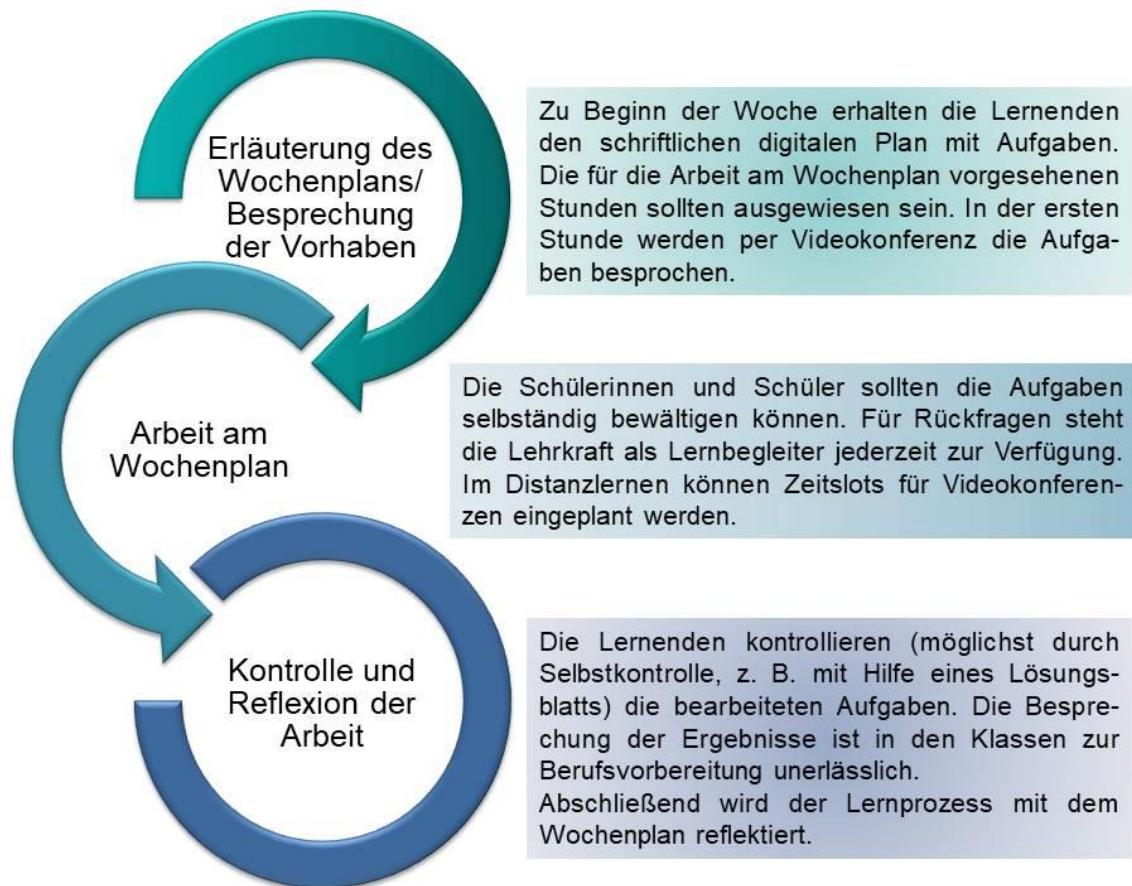 Erläuterung des
Wochenplans/
Besprechung
der Vorhaben
Zu Beginn der Woche erhalten die Lernenden
den schriftlichen digitalen Plan mit Aufgaben.
Die für die Arbeit am Wochenplan vorgesehenen
Stunden sollten ausgewiesen sein. In der ersten
Stunde werden per Videokonferenz die Aufga-
ben besprochen.
Arbeit am
Wochenplan
Die Schülerinnen und Schüler sollten die Aufgaben
selbständig bewältigen können. Für Rückfragen steht
die Lehrkraft als Lernbegleiter jederzeit zur Verfügung.
Im Distanzlernen können Zeitslots für Videokonferen-
zen eingeplant werden.
Kontrolle und
Reflexion der
Arbeit
Die Lernenden kontrollieren (möglichst durch
Selbstkontrolle, z. B. mit Hilfe eines Lösungs-
blatts) die bearbeiteten Aufgaben. Die Bespre-
chung der Ergebnisse ist in den Klassen zur
Berufsvorbereitung unerlässlich.
Abschließend wird der Lernprozess mit dem
Wochenplan reflektiert.